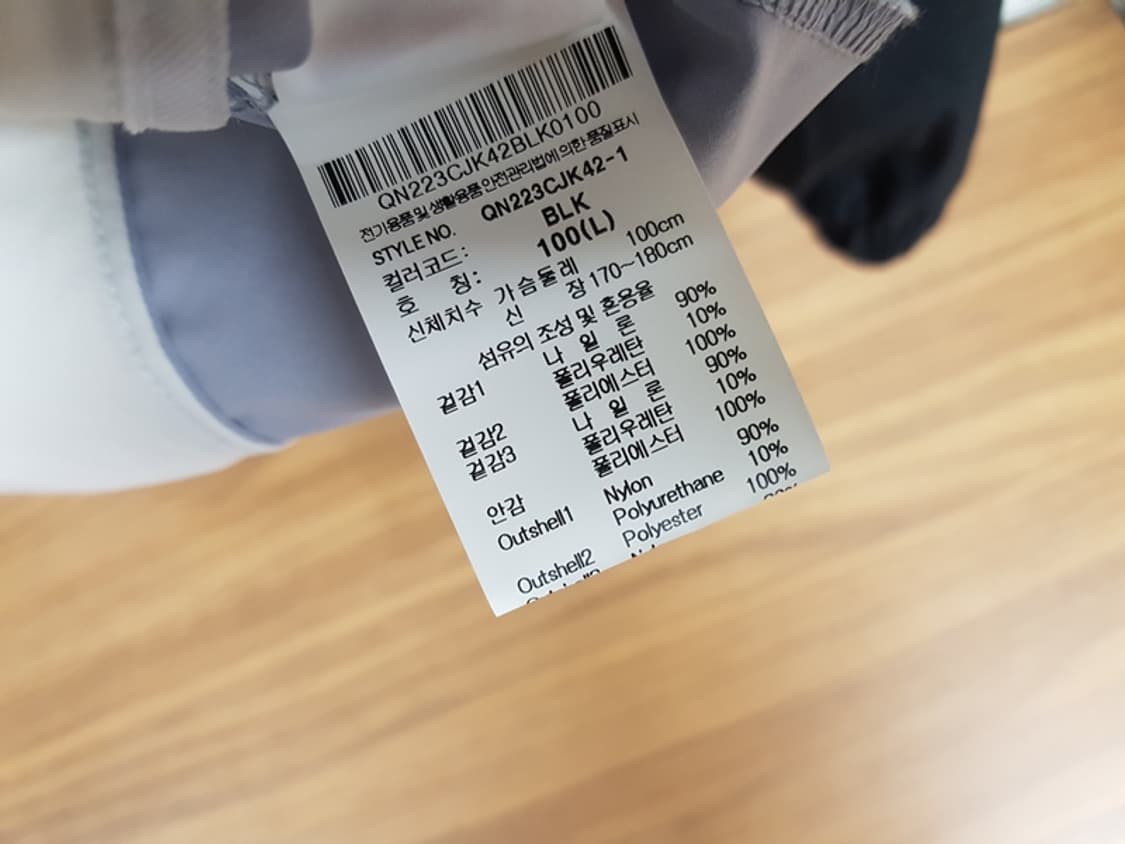 QN223CJK42BLK0100
전기용품 및 생활용품 안전관리법에 의한 품질표시
STYLE NO. QN223CJK42-1
컬러코드: BLK
호 칭: 100(L)
신체치수 가슴둘레 100cm
신 장 170~180cm
섬유의 조성 및 혼용율
겉감1 나 일 론 90%
폴리우레탄 10%
겉감2 폴리에스터 100%
겉감3 나 일 론 90%
폴리우레탄 10%
안감 폴리에스터 100%
Outshell1 Nylon 90%
Polyurethane 10%
Outshell2 Polyester 100%